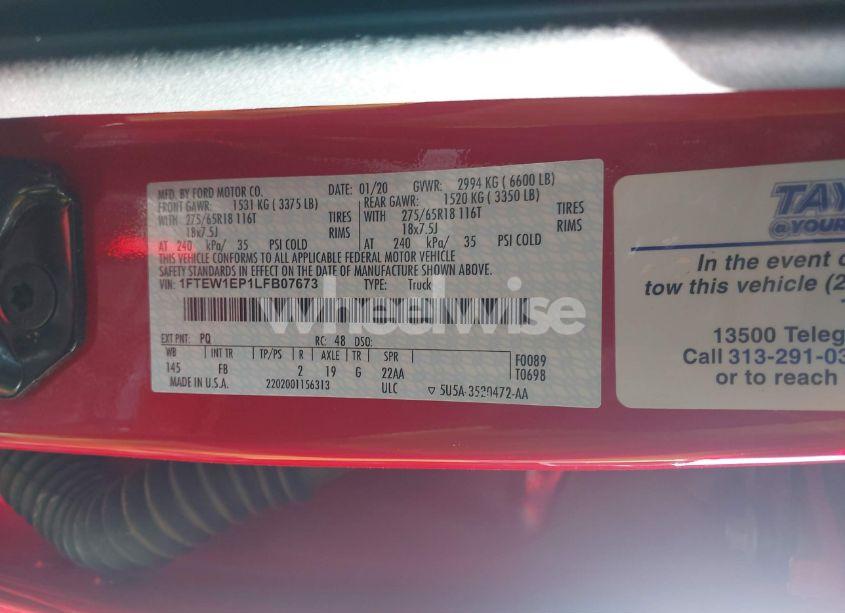 MFD. BY FORD MOTOR CO.
DATE: 01/20 GVWR: 2994 KG ( 6600 LB)
FRONT GAWR: 1531 KG ( 3375 LB) REAR GAWR: 1520 KG ( 3350 LB)
WITH 275/65R18 116T TIRES WITH 275/65R18 116T TIRES
18x7.5J RIMS 18x7.5J RIMS
AT 240 kPa/ 35 PSI COLD AT 240 kPa/ 35 PSI COLD
THIS VEHICLE CONFORMS TO ALL APPLICABLE FEDERAL MOTOR VEHICLE
SAFETY STANDARDS IN EFFECT ON THE DATE OF MANUFACTURE SHOWN ABOVE.
VIN: 1FTEW1EP1LFB07673 TYPE: Truck
wheelwise
EXT PNT: PQ RC: 48 DSO:
WB INT TR TP/PS R AXLE TR SPR F0089
145 FB 2 19 G 22AA T0698
MADE IN U.S.A. 2202001156313 ULC 5U5A-3520472-AA
TAY
@YOUR
In the event o
tow this vehicle (2
13500 Teleg
Call 313-291-03
or to reach